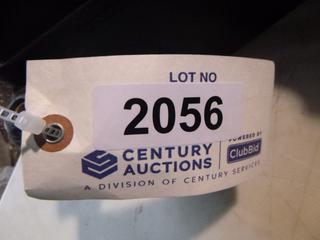 LOT NO
2056
CENTURY AUCTIONS
POWERED BY
ClubBid
A DIVISION OF CENTURY SERVICES